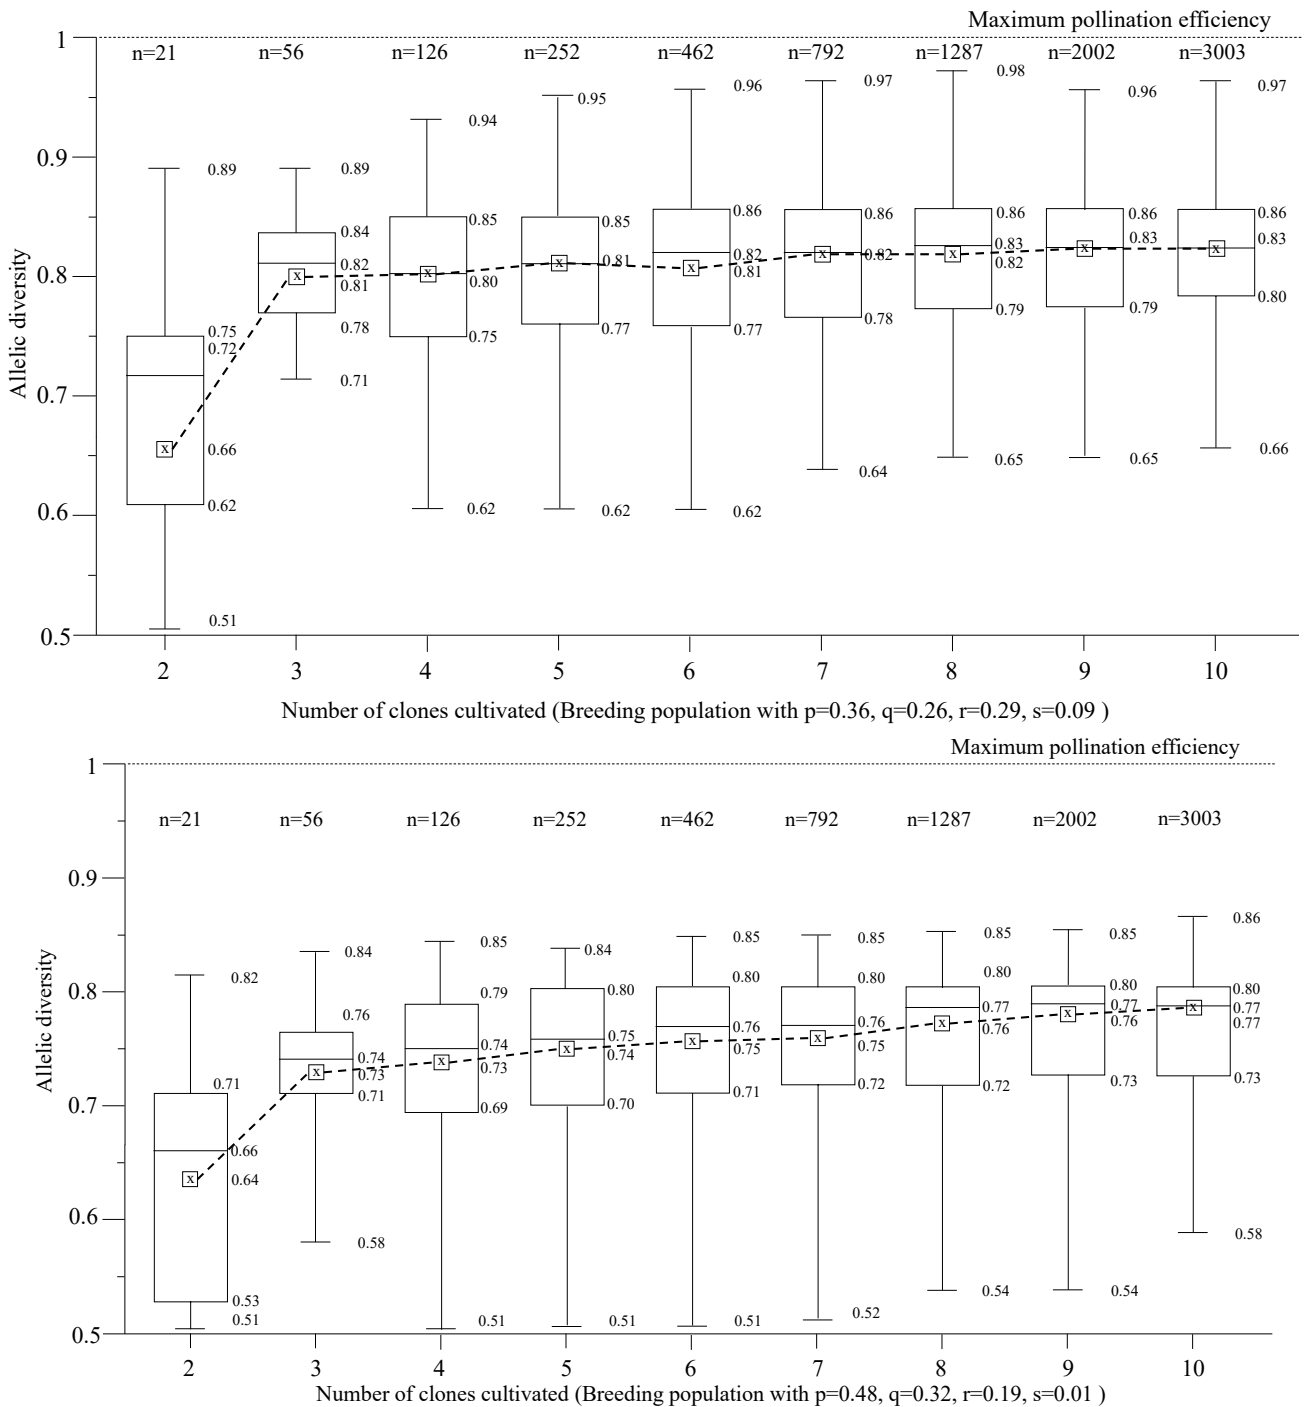 Maximum pollination efficiency
1
n=21 n=56 n=126 n=252 n=462 n=792 n=1287 n=2002 n=3003
0.98
0.97 0.97
0.96 0.96
0.95
0.94
0.9
0.89 0.89
0.86 0.86 0.86 0.86 0.86
0.85 0.85
0.84
0.83 0.83 0.83
0.82 0.82 0.82 0.82
0.81 0.81 0.81
0.8
0.80 0.80
0.79 0.79
0.78 0.78
0.77 0.77
0.75 0.75
0.72
0.71
0.7
0.66 0.66
0.65 0.65
0.64
0.62 0.62 0.62 0.62
0.6
0.51
0.5
Allelic diversity
x x x x x x x x x
2 3 4 5 6 7 8 9 10
Number of clones cultivated (Breeding population with p=0.36, q=0.26, r=0.29, s=0.09 )
Maximum pollination efficiency
1
n=21 n=56 n=126 n=252 n=462 n=792 n=1287 n=2002 n=3003
0.9
0.86
0.85 0.85 0.85 0.85 0.85
0.84 0.84
0.82
0.8
0.80 0.80 0.80 0.80 0.80 0.80
0.79
0.77 0.77 0.77 0.77
0.76 0.76 0.76 0.76 0.76
0.75 0.75 0.75
0.74 0.74 0.74
0.73 0.73 0.73 0.73
0.72 0.72
0.71 0.71 0.71
0.7
0.70
0.69
0.66
0.64
0.6
0.58 0.58
0.54 0.54
0.53
0.52
0.51 0.51 0.51 0.51
0.5
Allelic diversity
x x x x x x x x x
2 3 4 5 6 7 8 9 10
Number of clones cultivated (Breeding population with p=0.48, q=0.32, r=0.19, s=0.01 )